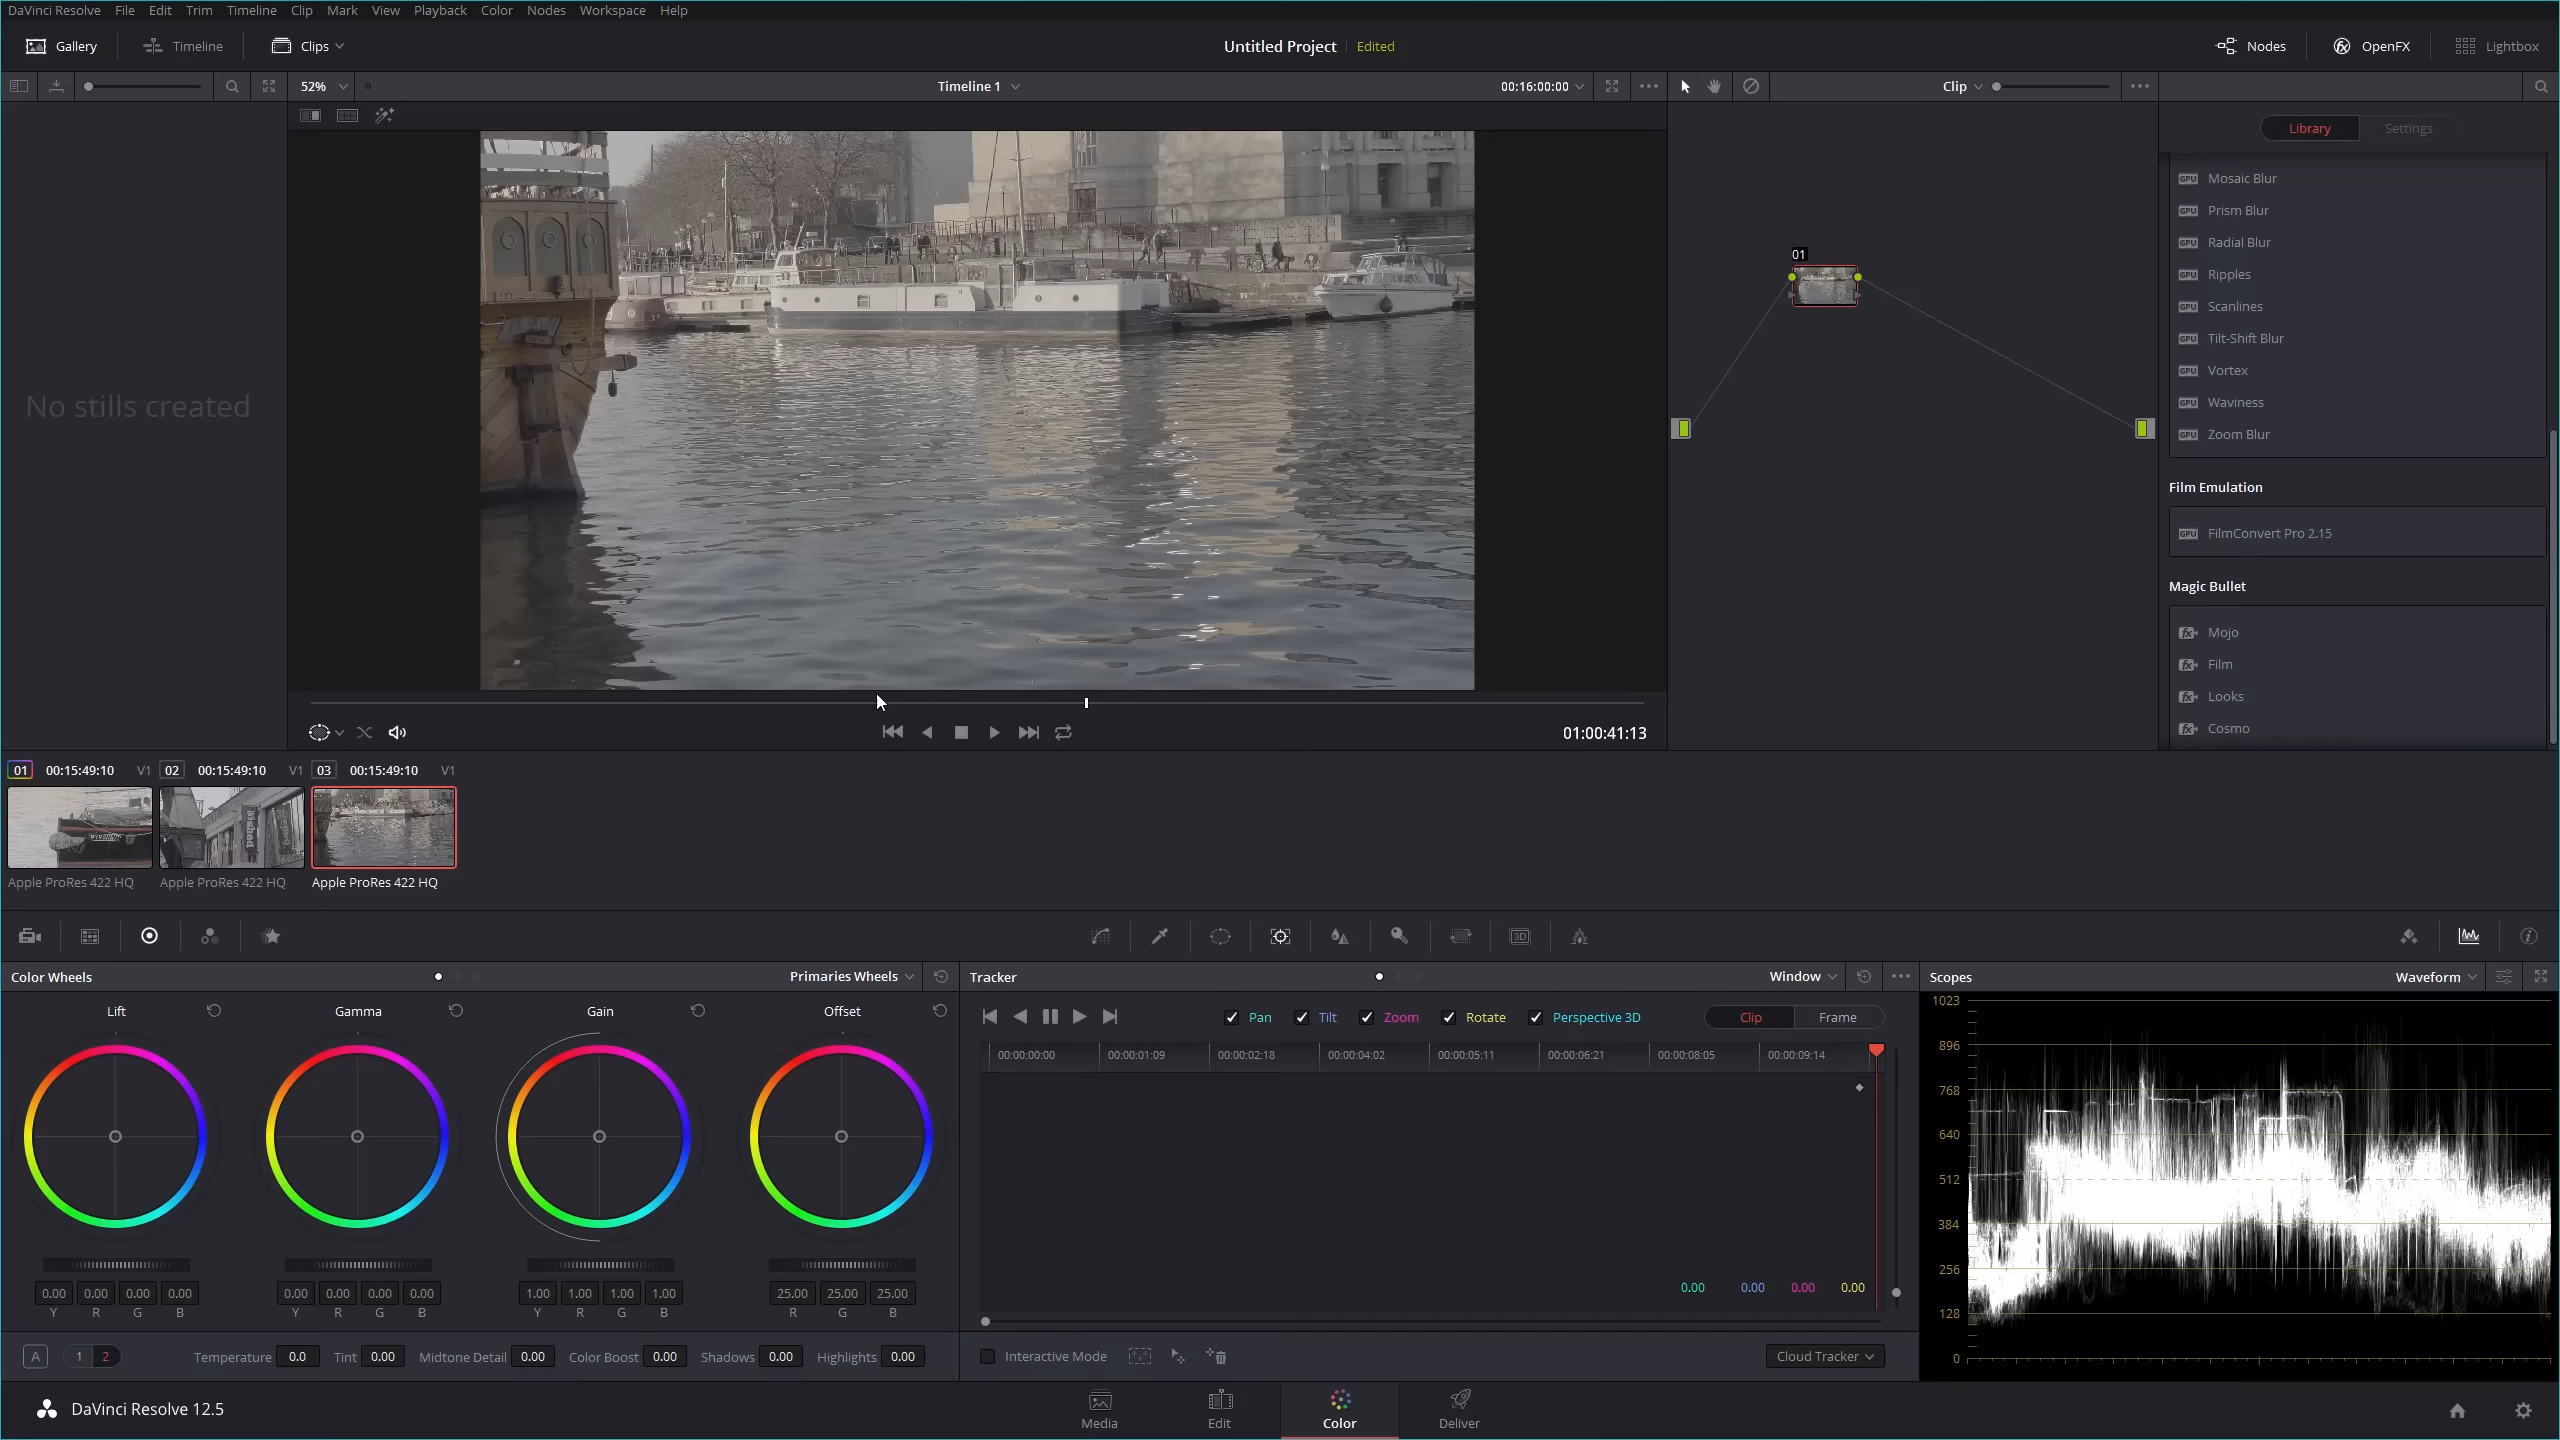 DaVinci Resolve File Edit Trim Timeline Clip Mark View Playback Color Nodes Workspace Help
Gallery Timeline Clips Untitled Project Edited Nodes OpenFX Lightbox
52% Timeline 1 00:16:00:00 Clip
Library Settings
Mosaic Blur
Prism Blur
Radial Blur
Ripples
Scanlines
Tilt-Shift Blur
Vortex
Waviness
Zoom Blur
Film Emulation
FilmConvert Pro 2.15
Magic Bullet
Mojo
Film
Looks
Cosmo
01
No stills created
01:00:41:13
01 00:15:49:10 V1 02 00:15:49:10 V1 03 00:15:49:10 V1
Apple ProRes 422 HQ Apple ProRes 422 HQ Apple ProRes 422 HQ
Color Wheels Primaries Wheels
Lift Gamma Gain Offset
0.00 0.00 0.00 0.00 0.00 0.00 0.00 0.00 1.00 1.00 1.00 1.00 25.00 25.00 25.00
Y R G B Y R G B Y R G B R G B
A 1 2 Temperature 0.0 Tint 0.00 Midtone Detail 0.00 Color Boost 0.00 Shadows 0.00 Highlights 0.00
Tracker Window
Pan Tilt Zoom Rotate Perspective 3D Clip Frame
00:00:00:00 00:00:01:09 00:00:02:18 00:00:04:02 00:00:05:11 00:00:06:21 00:00:08:05 00:00:09:14
0.00 0.00 0.00 0.00
Interactive Mode Cloud Tracker
Scopes Waveform
1023
896
768
640
512
384
256
128
0
DaVinci Resolve 12.5 Media Edit Color Deliver